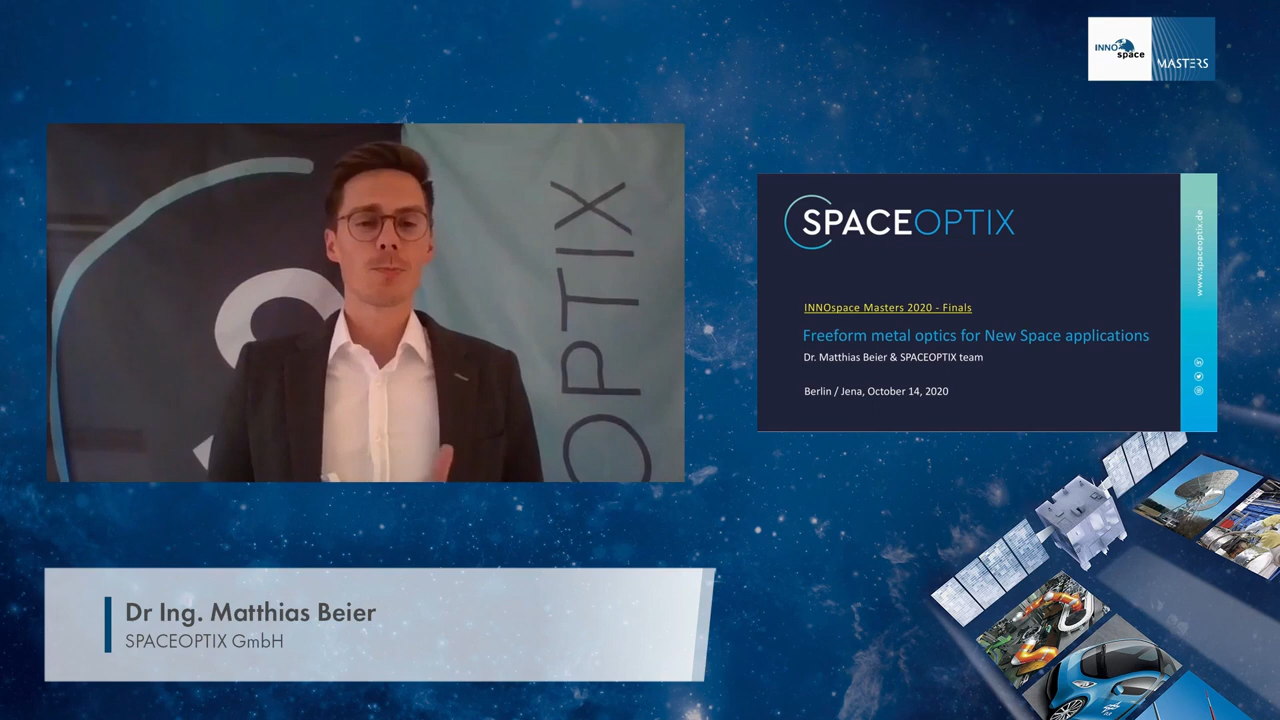 INNO
space
MASTERS
OPTIX
SPACEOPTIX
www.spaceoptix.de
INNOspace Masters 2020 - Finals
Freeform metal optics for New Space applications
Dr. Matthias Beier & SPACEOPTIX team
Berlin / Jena, October 14, 2020
Dr Ing. Matthias Beier
SPACEOPTIX GmbH